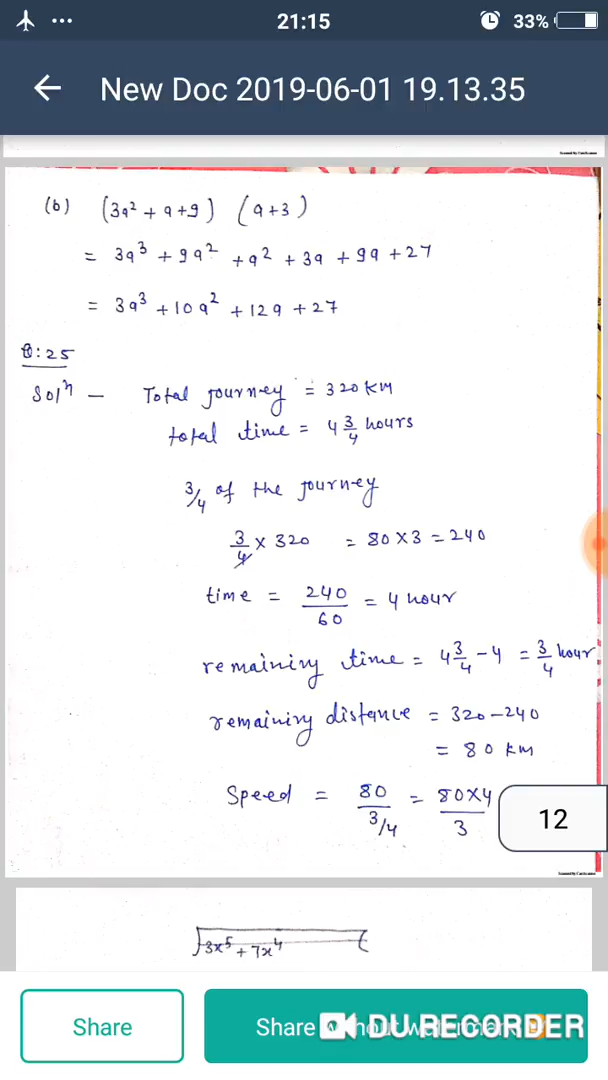 21:15
33%
New Doc 2019-06-01 19.13.35
(b) (3a² + a + 9) (a + 3)
= 3a³ + 9a² + a² + 3a + 9a + 27
= 3a³ + 10a² + 12a + 27
Q:25
Solⁿ — Total journey = 320 KM
total time = 4 3/4 hours
3/4 of the journey
3/4 × 320 = 80 × 3 = 240
time = 240/60 = 4 hour
remaining time = 4 3/4 - 4 = 3/4 hour
remaining distance = 320 - 240
= 80 KM
Speed = 80/3/4 = 80×4/3
12
3x⁵ + 7x⁴
Share
Share
DU RECORDER